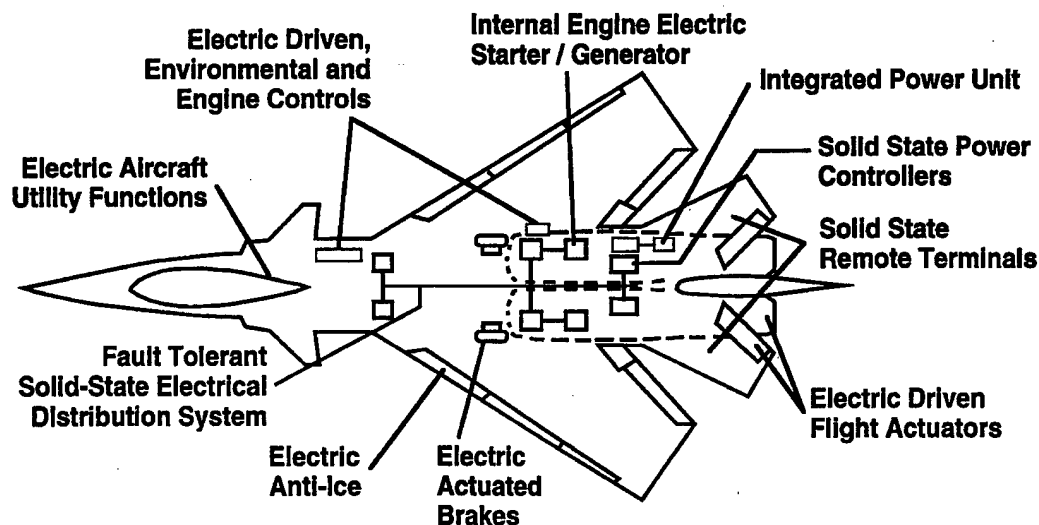 Electric Driven,
Environmental and
Engine Controls
Internal Engine Electric
Starter / Generator
Integrated Power Unit
Solid State Power
Controllers
Electric Aircraft
Utility Functions
Solid State
Remote Terminals
Fault Tolerant
Solid-State Electrical
Distribution System
Electric Driven
Flight Actuators
Electric
Anti-Ice
Electric
Actuated
Brakes